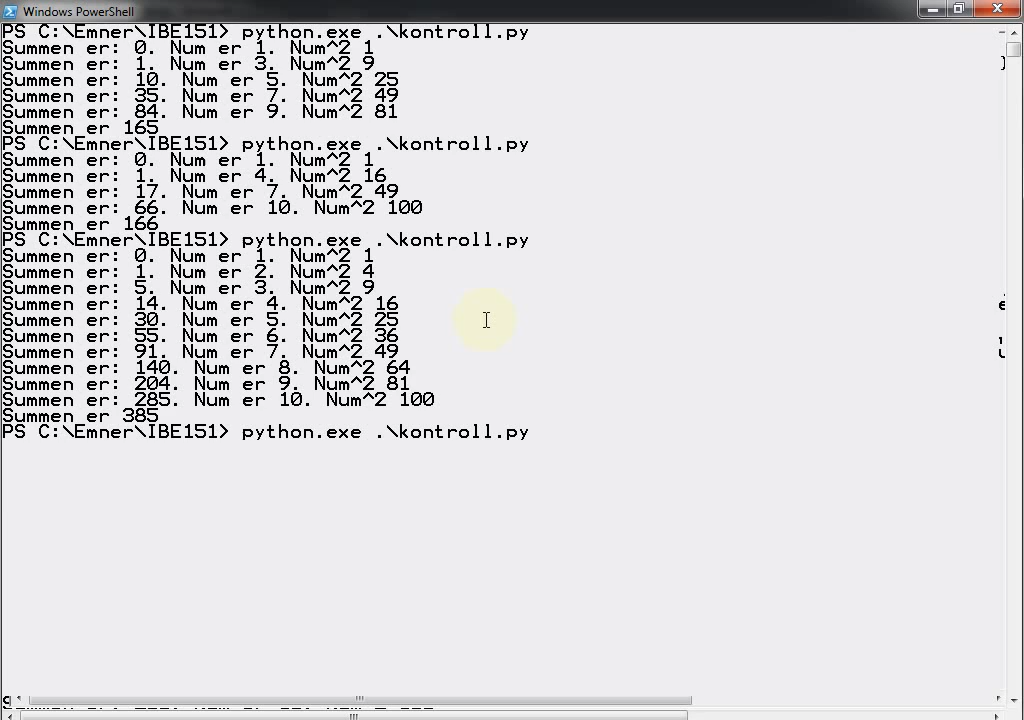 Windows PowerShell
PS C:\Emner\IBE151> python.exe .\kontroll.py
Summen er: 0. Num er 1. Num^2 1
Summen er: 1. Num er 3. Num^2 9
Summen er: 10. Num er 5. Num^2 25
Summen er: 35. Num er 7. Num^2 49
Summen er: 84. Num er 9. Num^2 81
Summen er 165
PS C:\Emner\IBE151> python.exe .\kontroll.py
Summen er: 0. Num er 1. Num^2 1
Summen er: 1. Num er 4. Num^2 16
Summen er: 17. Num er 7. Num^2 49
Summen er: 66. Num er 10. Num^2 100
Summen er 166
PS C:\Emner\IBE151> python.exe .\kontroll.py
Summen er: 0. Num er 1. Num^2 1
Summen er: 1. Num er 2. Num^2 4
Summen er: 5. Num er 3. Num^2 9
Summen er: 14. Num er 4. Num^2 16
Summen er: 30. Num er 5. Num^2 25
Summen er: 55. Num er 6. Num^2 36
Summen er: 91. Num er 7. Num^2 49
Summen er: 140. Num er 8. Num^2 64
Summen er: 204. Num er 9. Num^2 81
Summen er: 285. Num er 10. Num^2 100
Summen er 385
PS C:\Emner\IBE151> python.exe .\kontroll.py